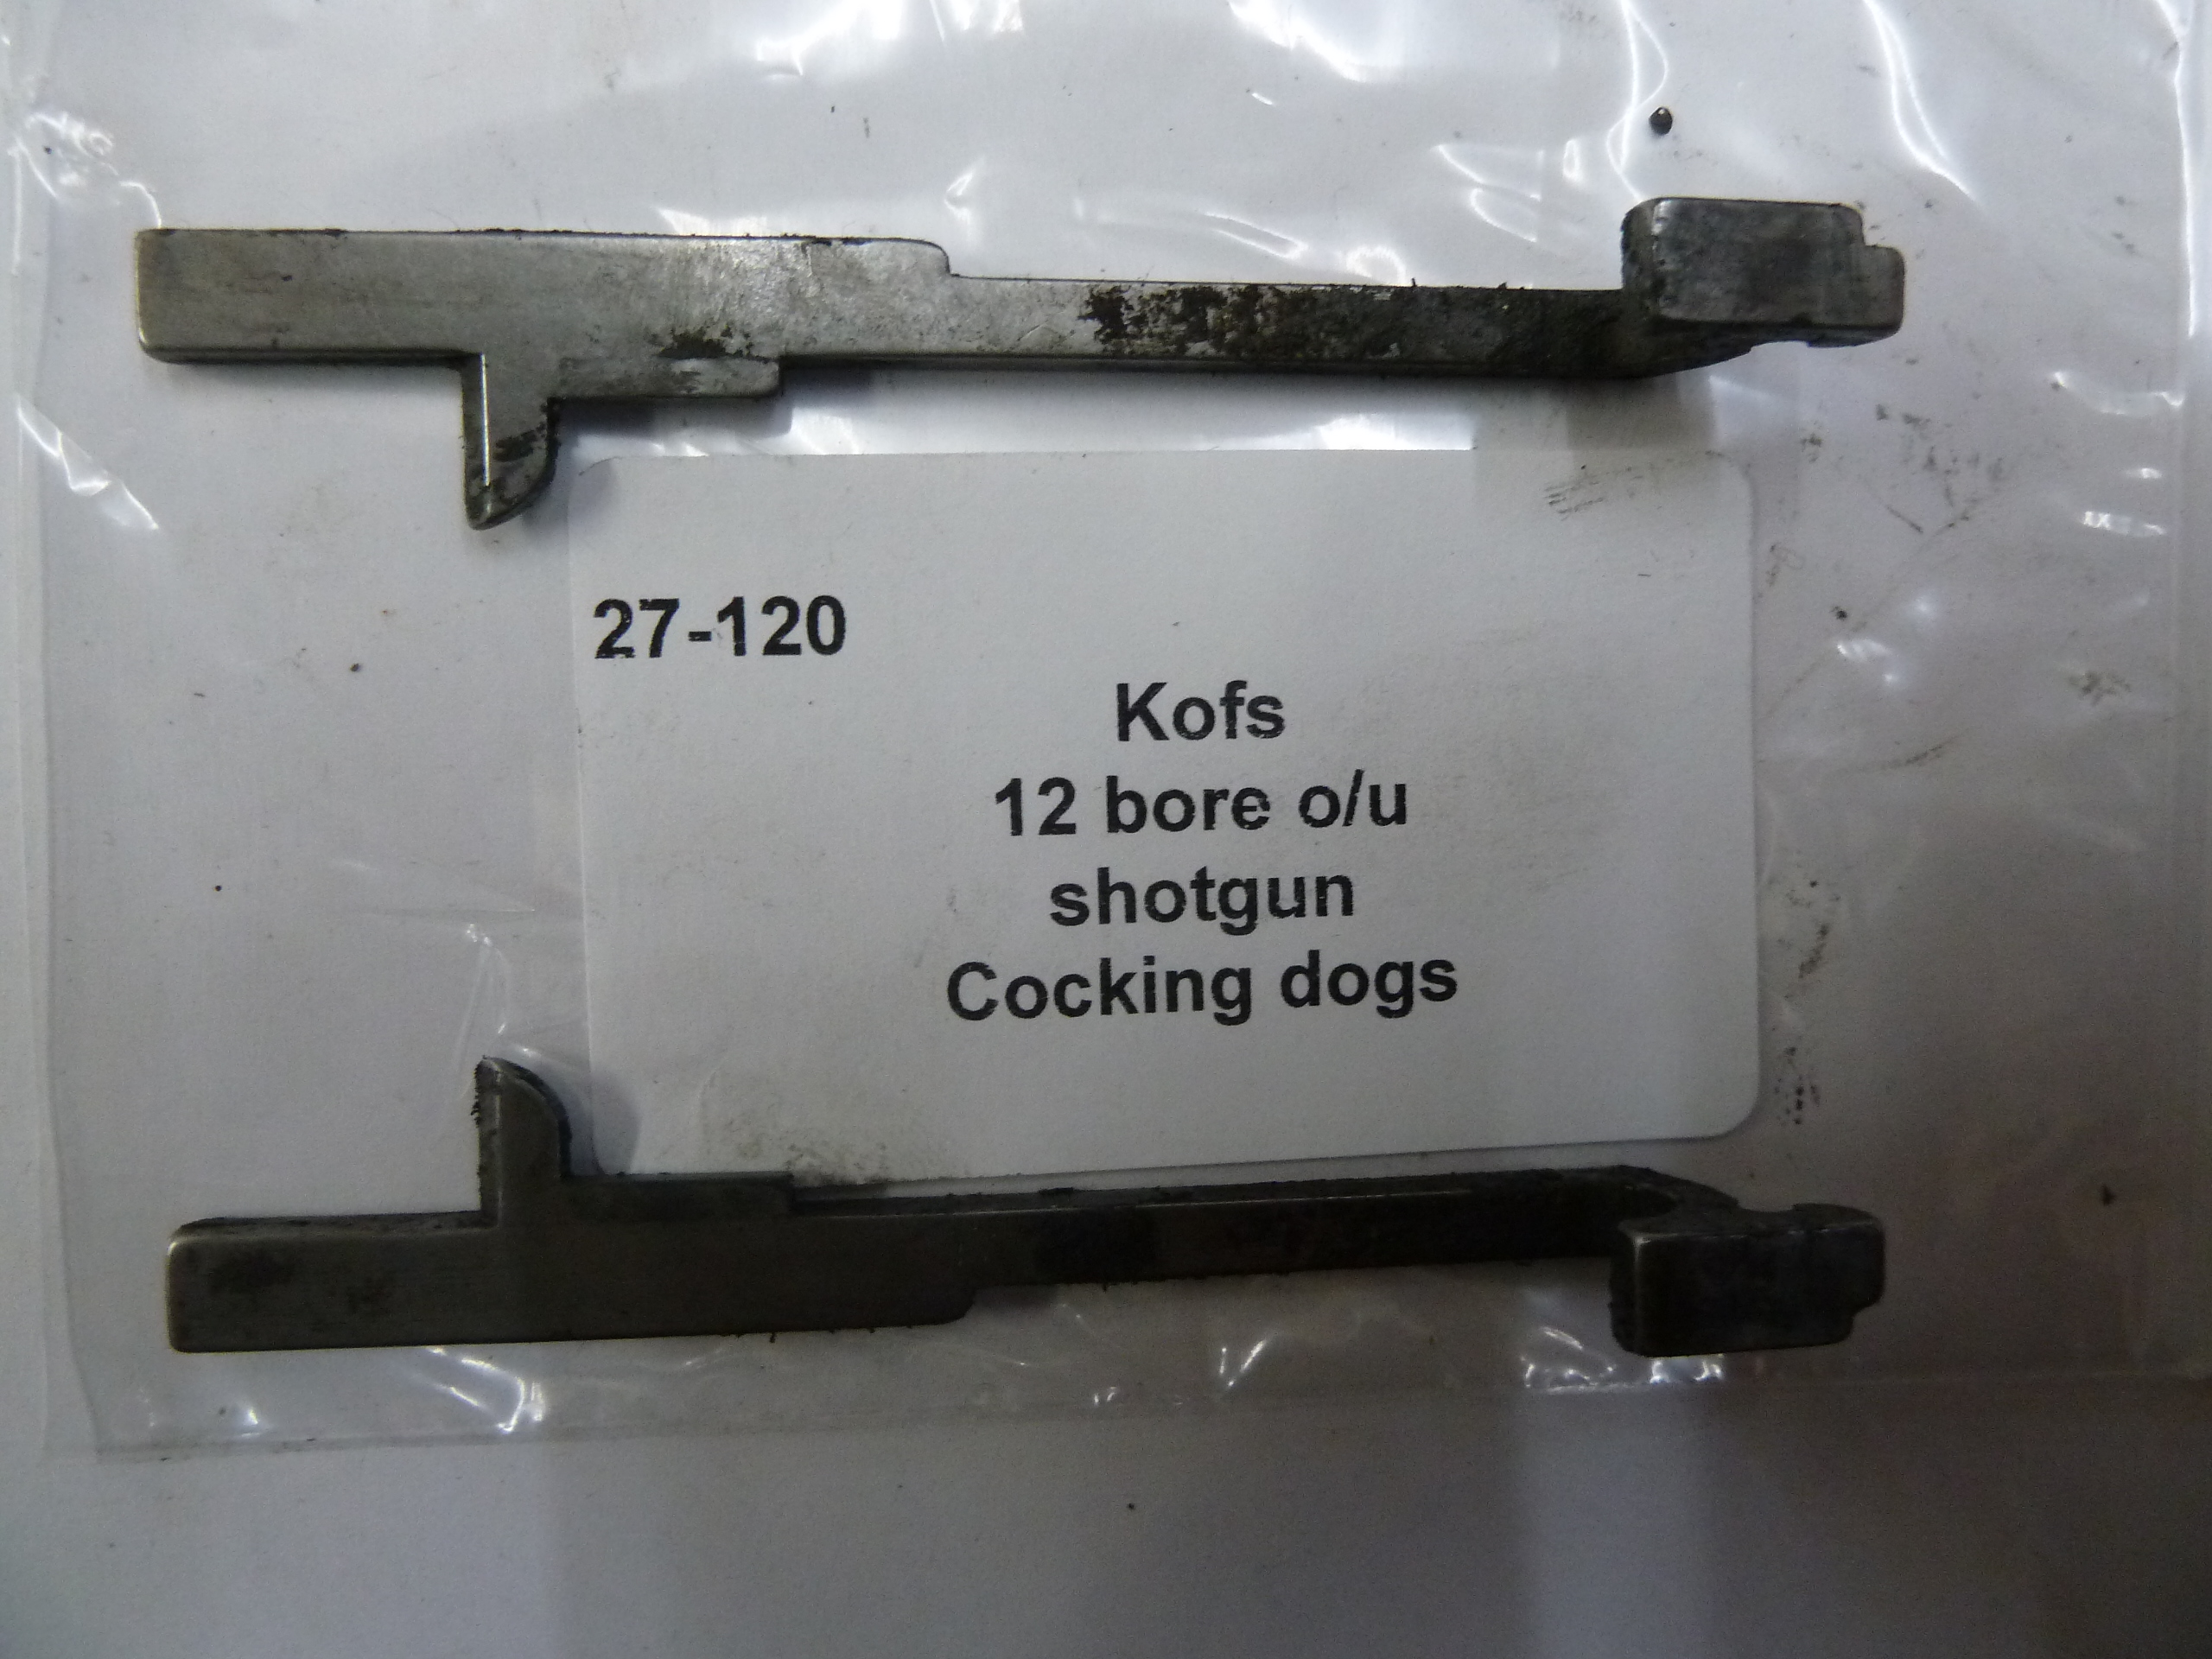 27-120
Kofs
12 bore o/u
shotgun
Cocking dogs